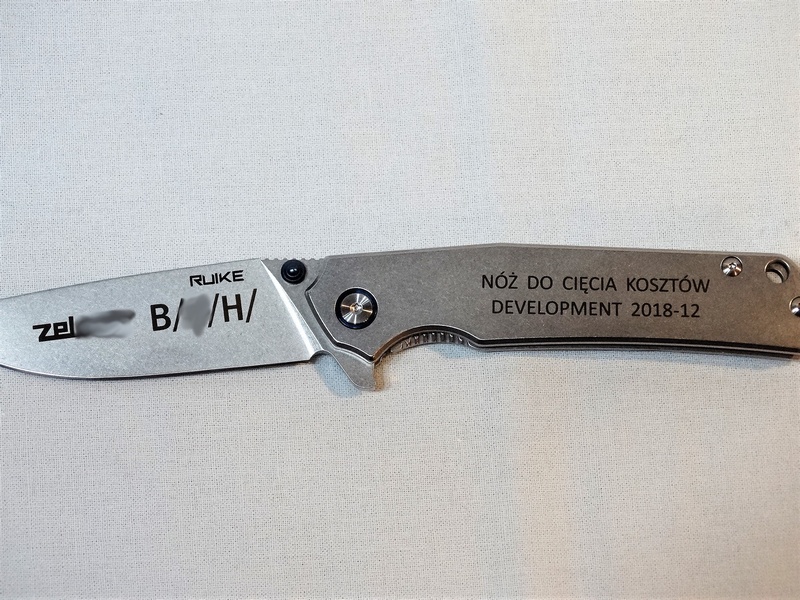 RUIKE
B/ /H/
NÓŻ DO CIĘCIA KOSZTÓW
DEVELOPMENT 2018-12